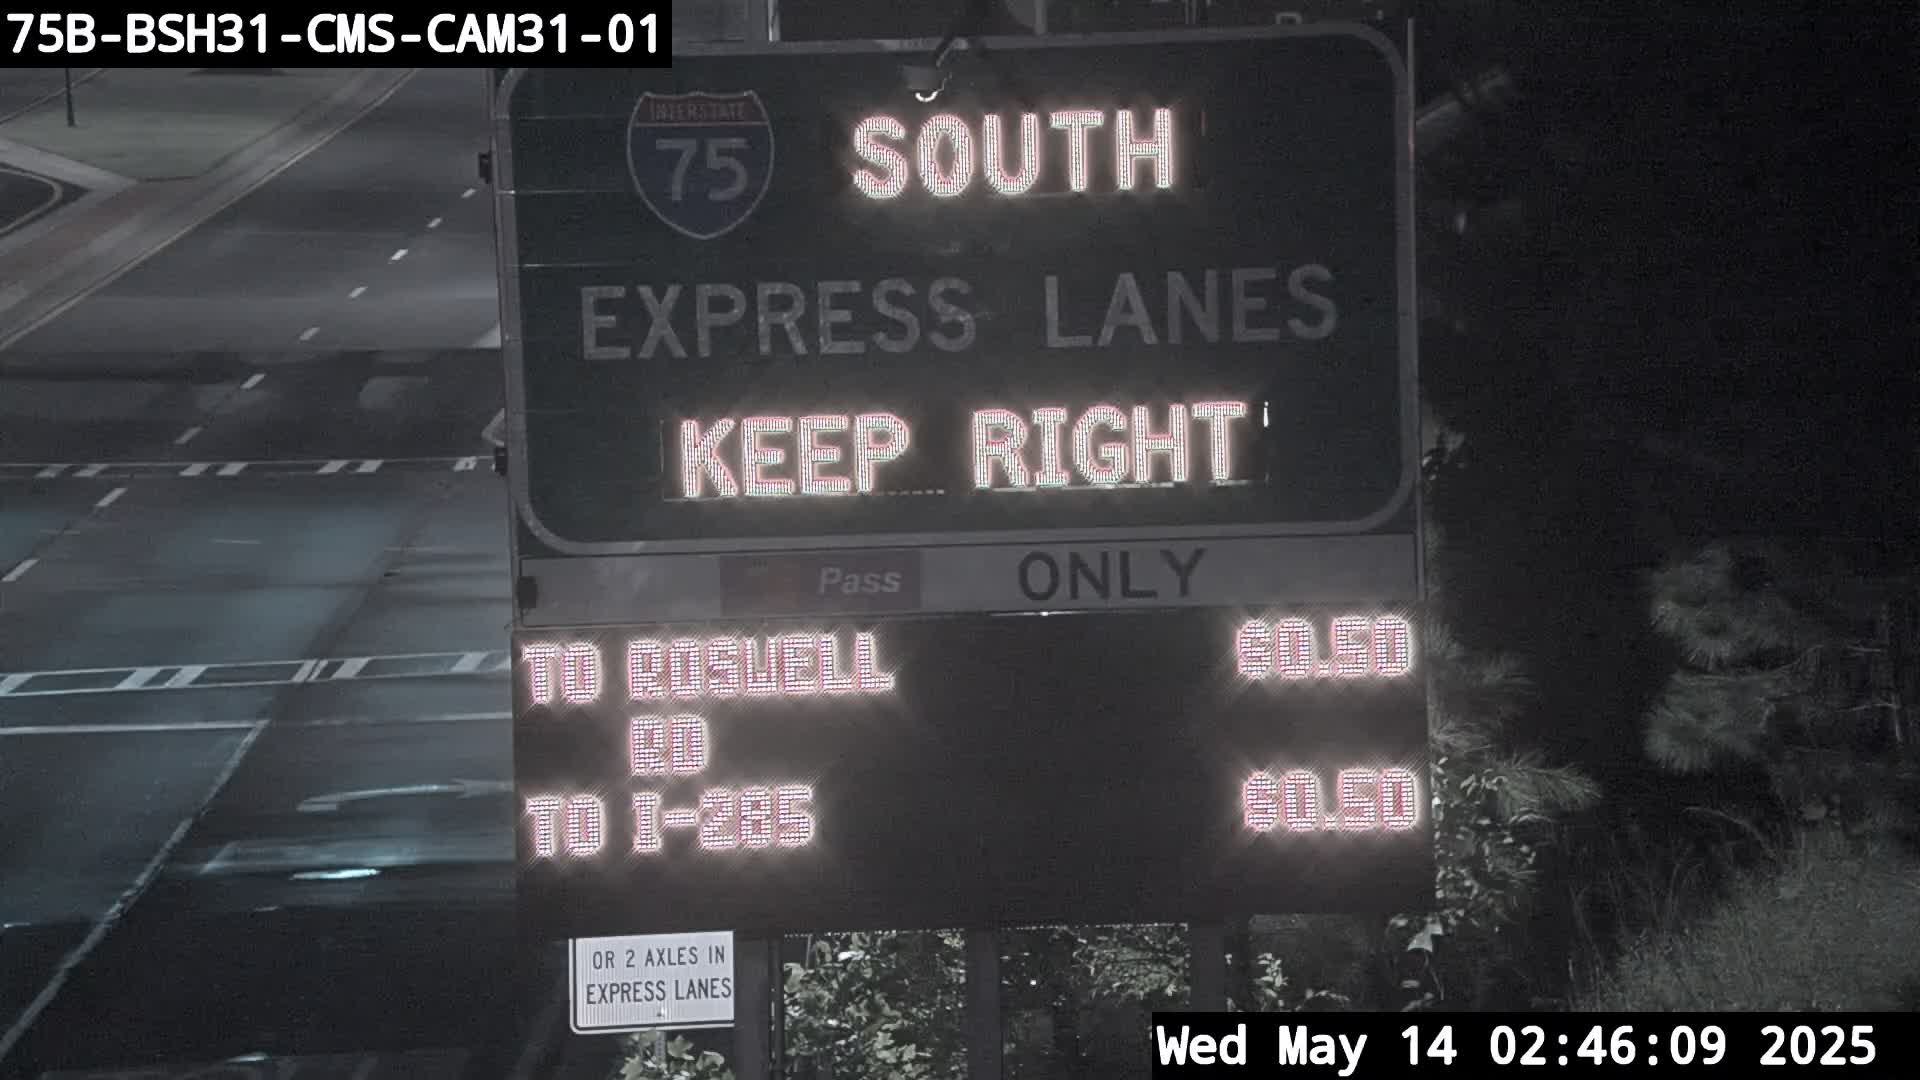 75B-BSH31-CMS-CAM31-01
INTERSTATE
75
SOUTH
EXPRESS LANES
KEEP RIGHT
Pass ONLY
TO ROSWELL $0.50
RD
TO I-285 $0.50
OR 2 AXLES IN
EXPRESS LANES
Wed May 14 02:46:09 2025